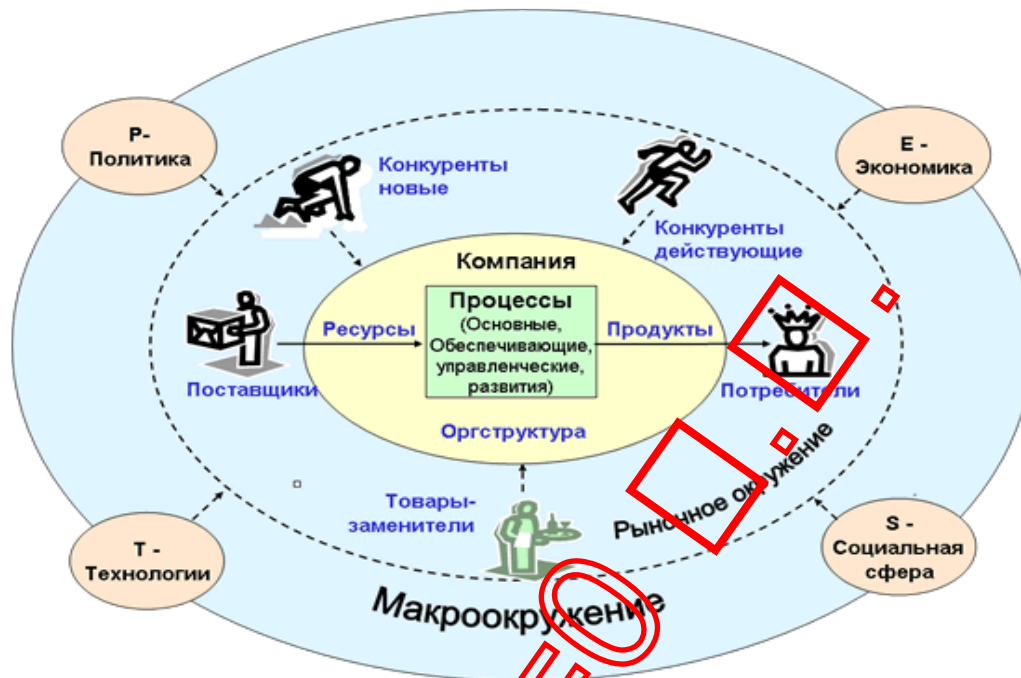 P-
Политика
E -
Экономика
Конкуренты
новые
Конкуренты
действующие
Компания
Процессы
(Основные,
Обеспечивающие,
управленческие,
развития)
Ресурсы
Продукты
Поставщики
Потребители
Оргструктура
Товары-
заменители
Рыночное окружение
T -
Технологии
S -
Социальная
сфера
Макроокружение